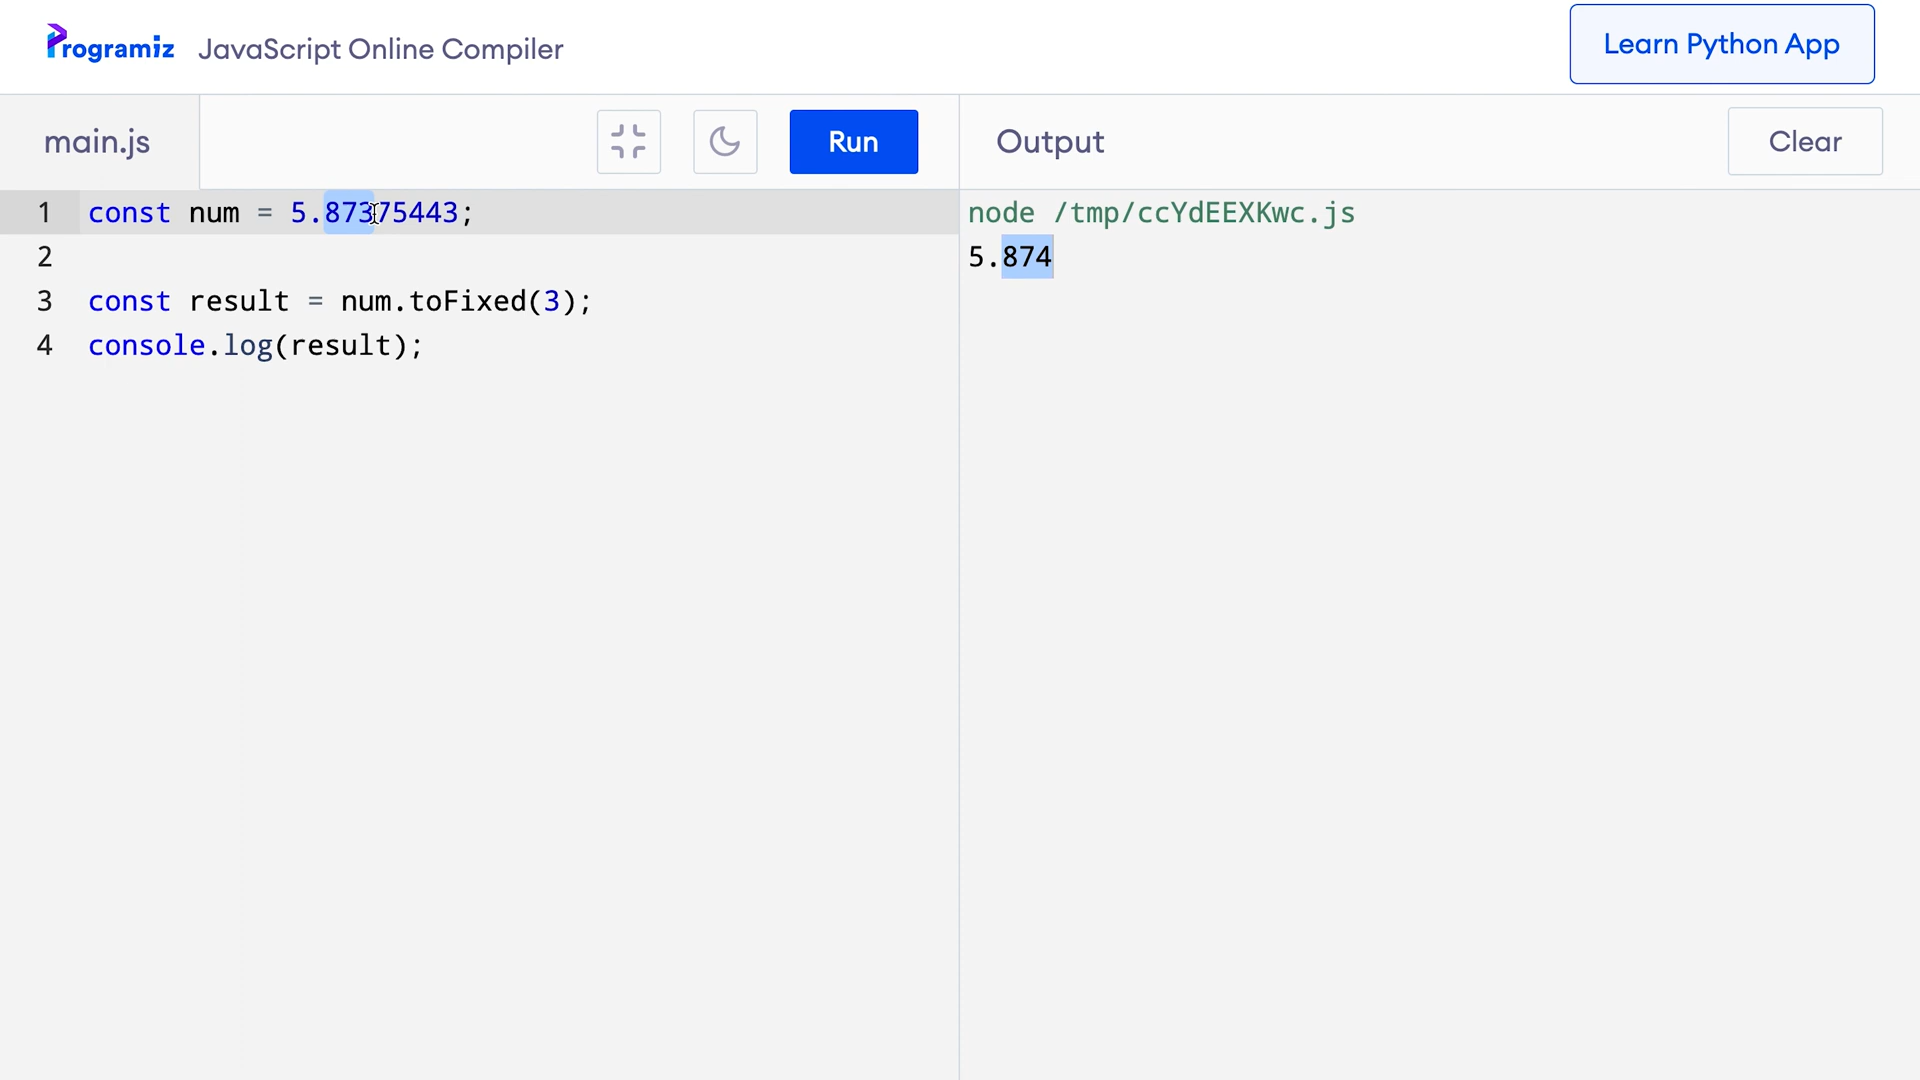 Programiz JavaScript Online Compiler
Learn Python App
main.js
Run
Output
Clear
1 const num = 5.87375443;
2
3 const result = num.toFixed(3);
4 console.log(result);
node /tmp/ccYdEEXKwc.js
5.874